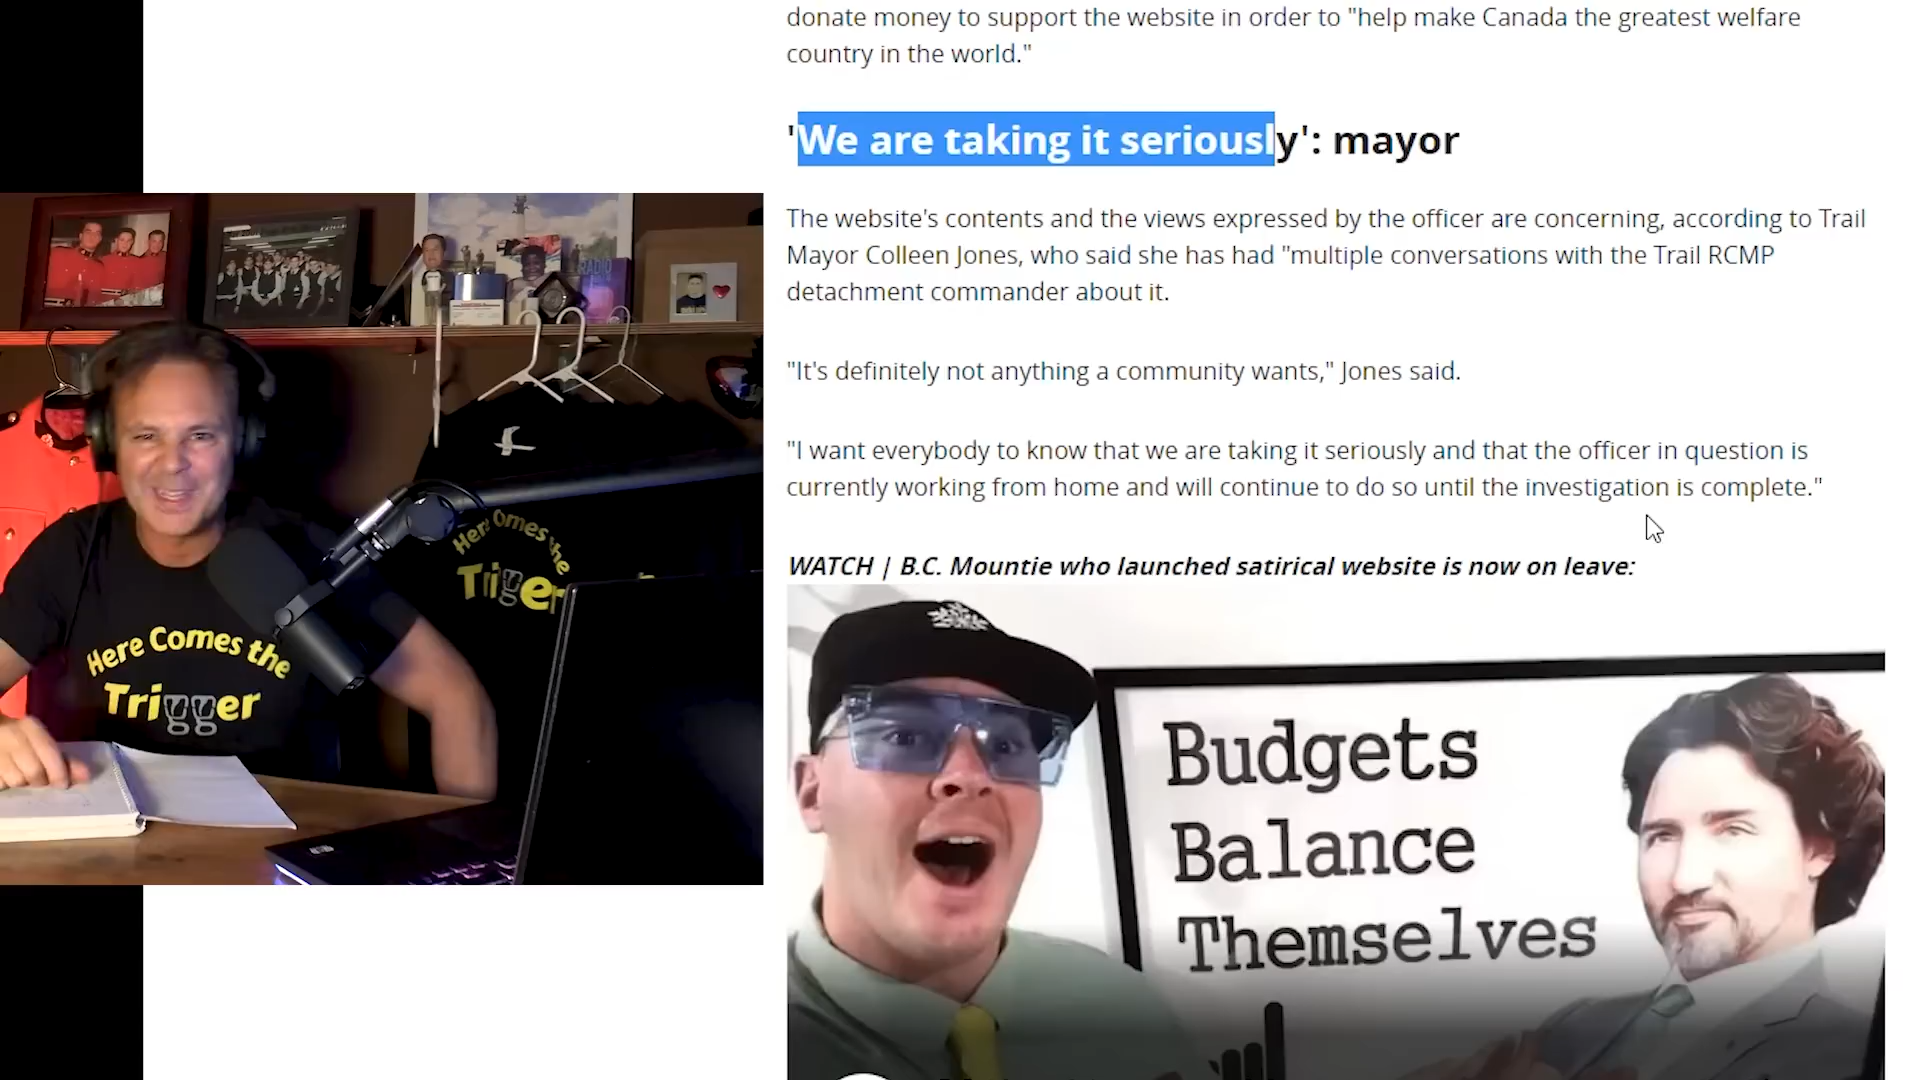 donate money to support the website in order to "help make Canada the greatest welfare
country in the world."
'We are taking it seriously': mayor
The website's contents and the views expressed by the officer are concerning, according to Trail
Mayor Colleen Jones, who said she has had "multiple conversations with the Trail RCMP
detachment commander about it.
"It's definitely not anything a community wants," Jones said.
"I want everybody to know that we are taking it seriously and that the officer in question is
currently working from home and will continue to do so until the investigation is complete."
WATCH | B.C. Mountie who launched satirical website is now on leave:
Budgets
Balance
Themselves
RADIO
Here Comes the
Trigger
Here Comes the
Trigger